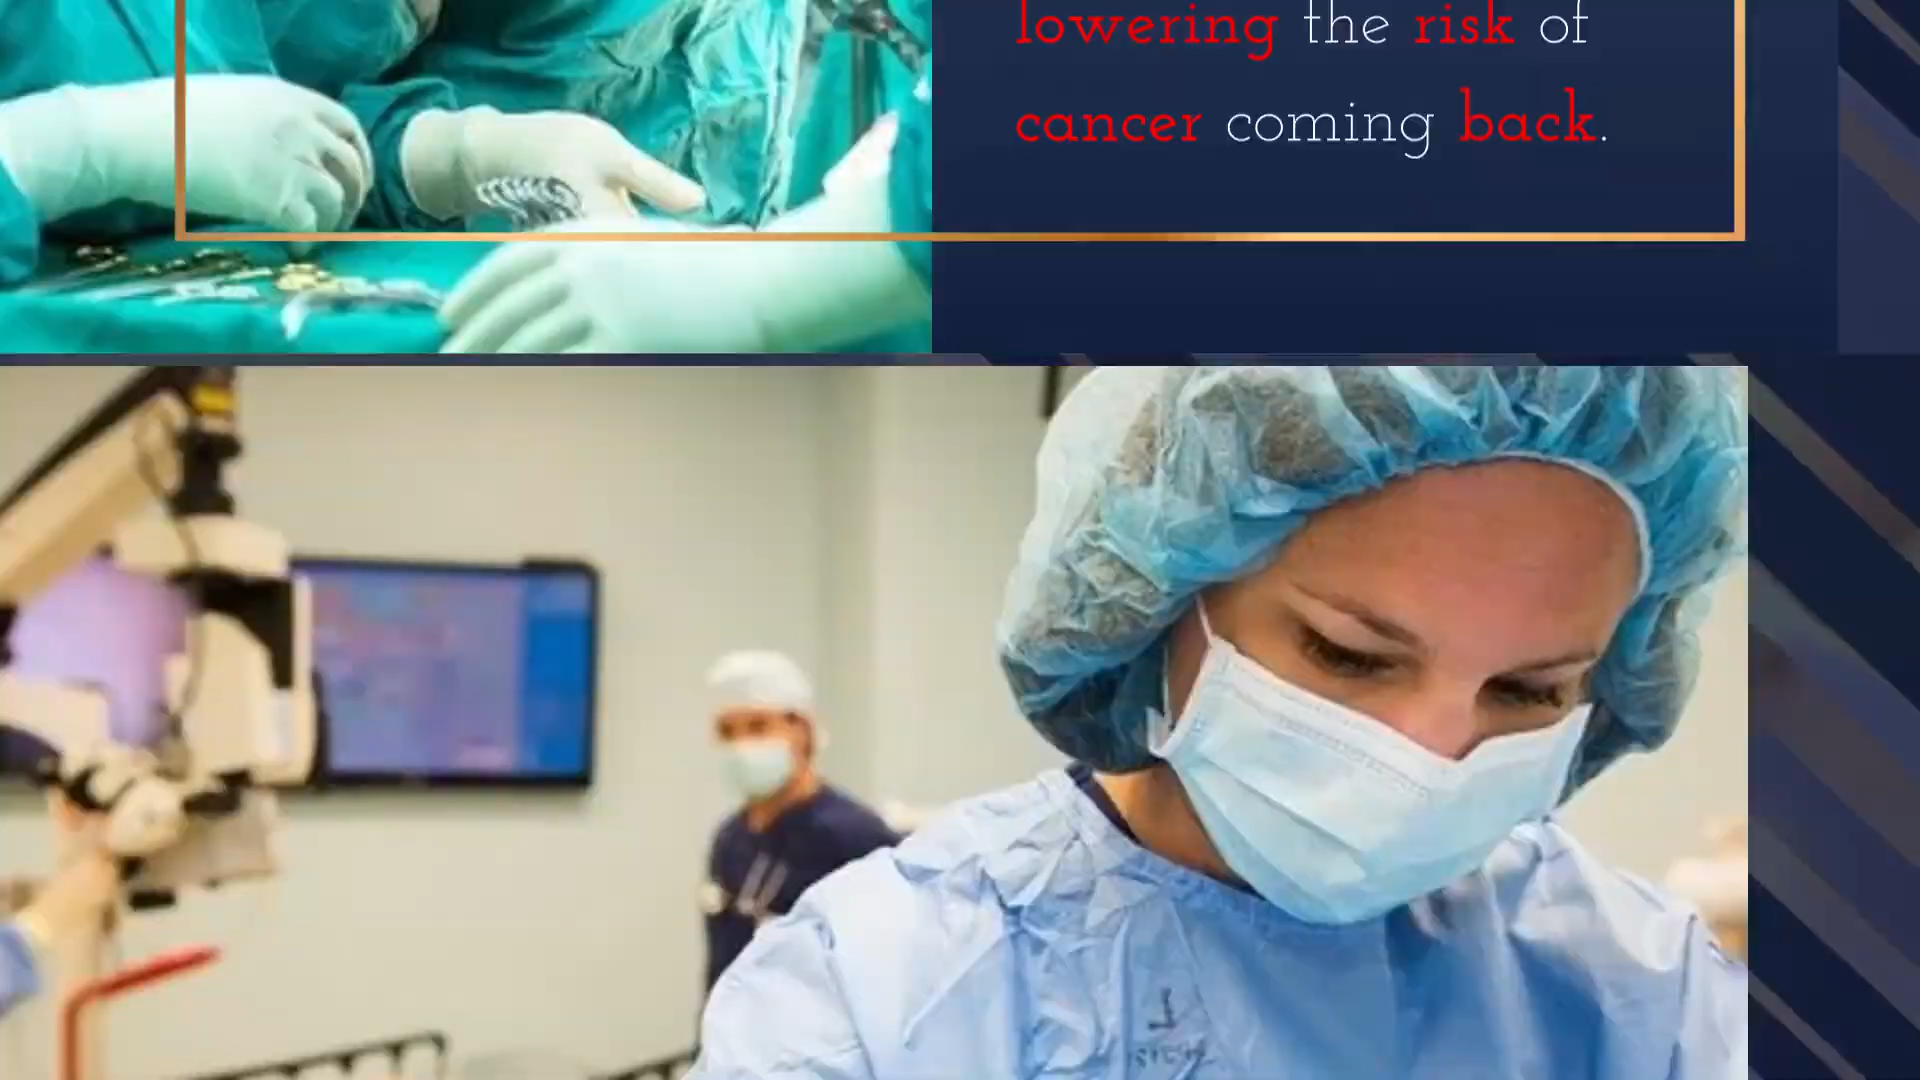 lowering the risk of
cancer coming back.